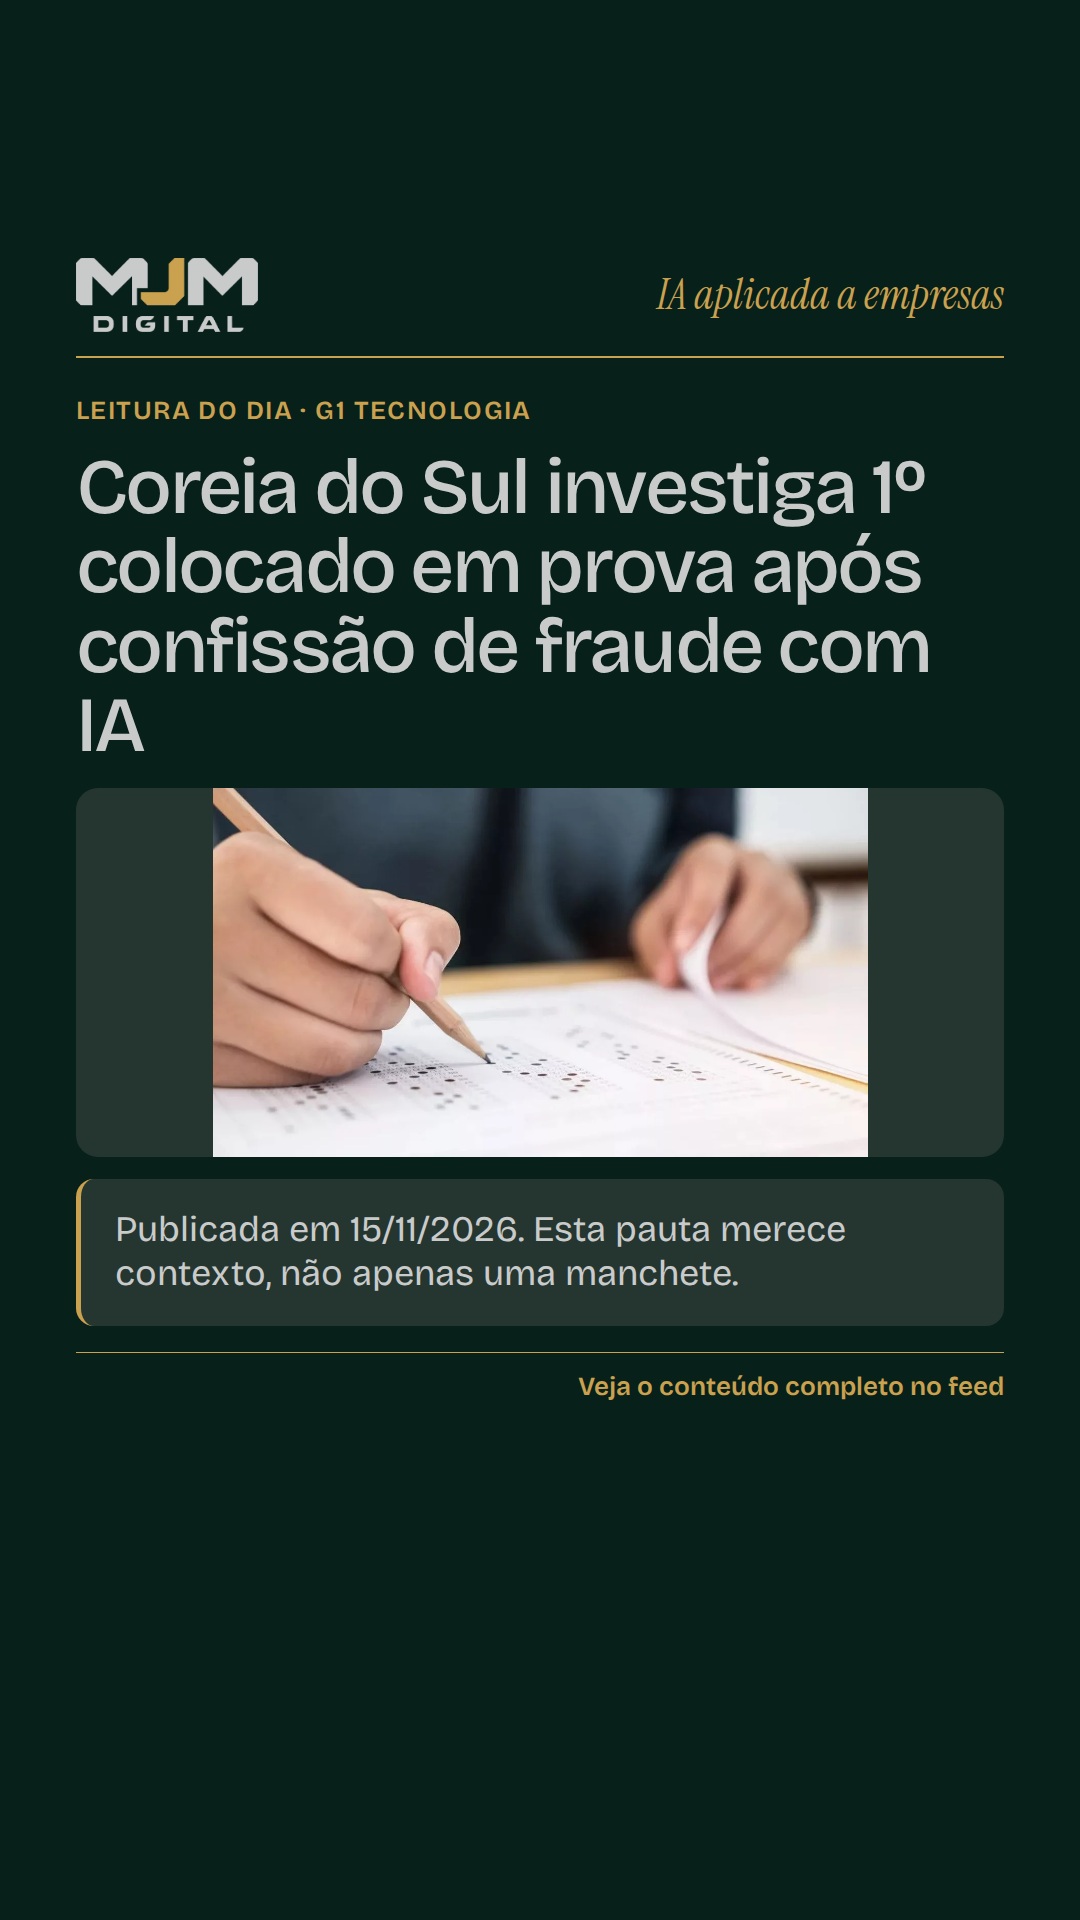 MJM
DIGITAL
IA aplicada a empresas
LEITURA DO DIA · G1 TECNOLOGIA
Coreia do Sul investiga 1º
colocado em prova após
confissão de fraude com
IA
Publicada em 15/11/2026. Esta pauta merece
contexto, não apenas uma manchete.
Veja o conteúdo completo no feed